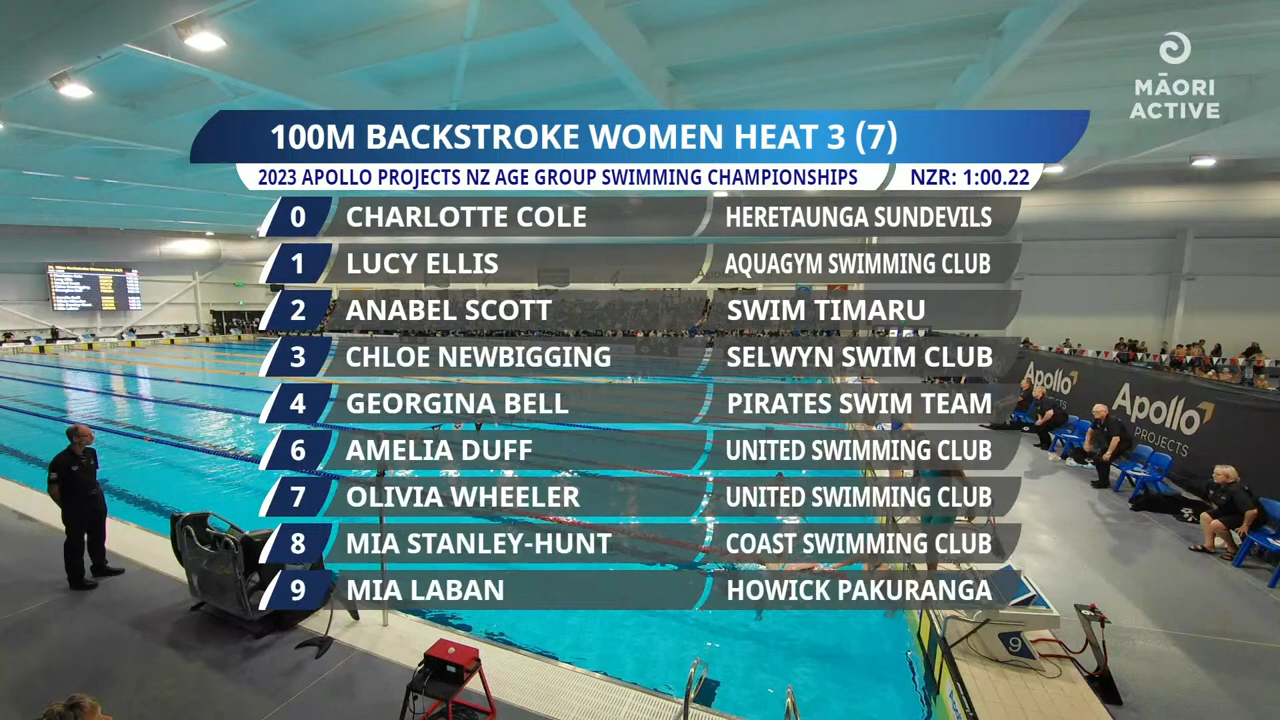 MĀORI
ACTIVE
100M BACKSTROKE WOMEN HEAT 3 (7)
2023 APOLLO PROJECTS NZ AGE GROUP SWIMMING CHAMPIONSHIPS NZR: 1:00.22
0 CHARLOTTE COLE HERETAUNGA SUNDEVILS
1 LUCY ELLIS AQUAGYM SWIMMING CLUB
2 ANABEL SCOTT SWIM TIMARU
3 CHLOE NEWBIGGING SELWYN SWIM CLUB
4 GEORGINA BELL PIRATES SWIM TEAM
6 AMELIA DUFF UNITED SWIMMING CLUB
7 OLIVIA WHEELER UNITED SWIMMING CLUB
8 MIA STANLEY-HUNT COAST SWIMMING CLUB
9 MIA LABAN HOWICK PAKURANGA
Apollo
Apollo
PROJECTS
9